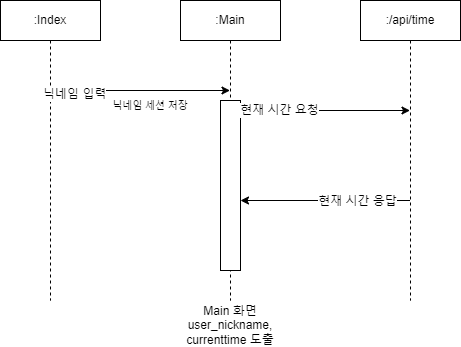 :Index
:Main
:/api/time
닉네임 입력
닉네임 세션 저장
현재 시간 요청
현재 시간 응답
Main 화면
user_nickname,
currenttime 도출